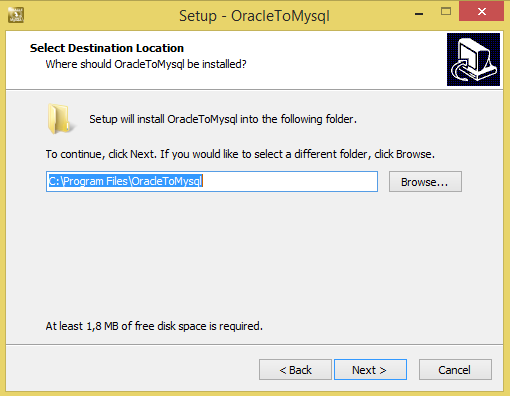 Setup - OracleToMysql
Select Destination Location
Where should OracleToMysql be installed?
Setup will install OracleToMysql into the following folder.
To continue, click Next. If you would like to select a different folder, click Browse.
C:\Program Files\OracleToMysql
Browse...
At least 1,8 MB of free disk space is required.
< Back
Next >
Cancel